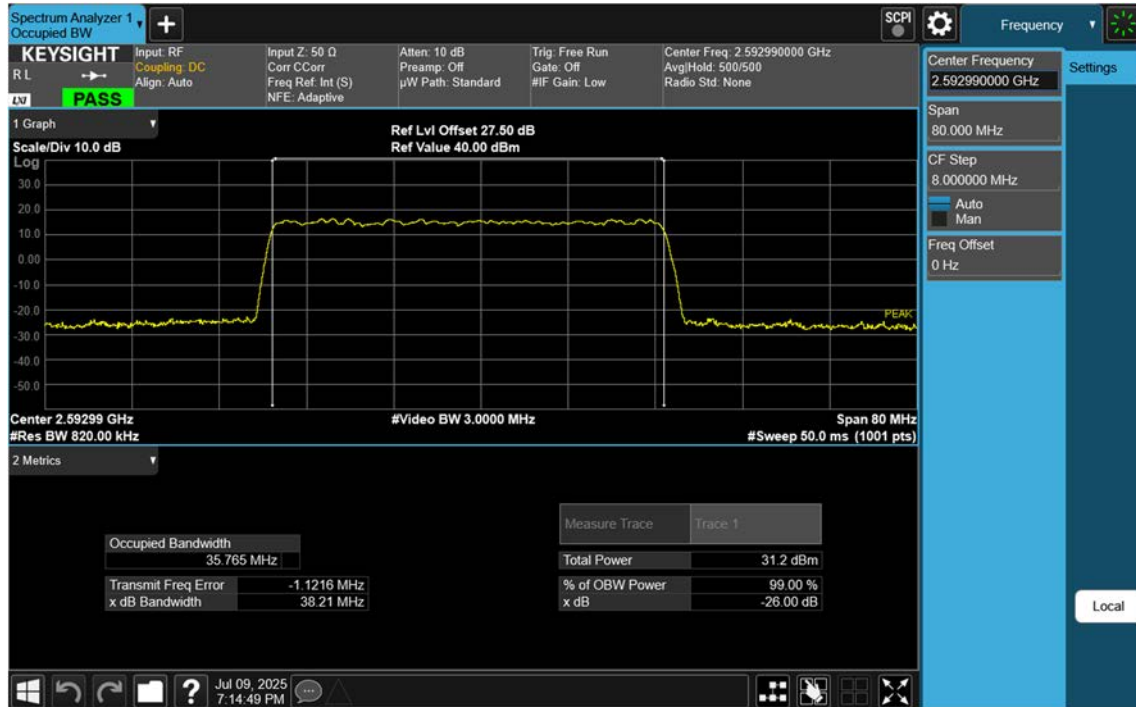 Spectrum Analyzer 1
Occupied BW
SCPI
Frequency
KEYSIGHT
R L
LXI
PASS
Input: RF
Coupling: DC
Align: Auto
Input Z: 50 Ω
Corr CCorr
Freq Ref: Int (S)
NFE: Adaptive
Atten: 10 dB
Preamp: Off
µW Path: Standard
Trig: Free Run
Gate: Off
#IF Gain: Low
Center Freq: 2.592990000 GHz
Avg|Hold: 500/500
Radio Std: None
Center Frequency
2.592990000 GHz
Settings
Span
80.000 MHz
CF Step
8.000000 MHz
Auto
Man
Freq Offset
0 Hz
Local
1 Graph
Scale/Div 10.0 dB
Ref Lvl Offset 27.50 dB
Ref Value 40.00 dBm
Log
30.0
20.0
10.0
0.00
-10.0
-20.0
-30.0
-40.0
-50.0
PEAK
Center 2.59299 GHz
#Video BW 3.0000 MHz
Span 80 MHz
#Res BW 820.00 kHz
#Sweep 50.0 ms (1001 pts)
2 Metrics
Measure Trace Trace 1
Occupied Bandwidth
35.765 MHz
Total Power 31.2 dBm
Transmit Freq Error -1.1216 MHz
% of OBW Power 99.00 %
x dB Bandwidth 38.21 MHz
x dB -26.00 dB
?
Jul 09, 2025
7:14:49 PM